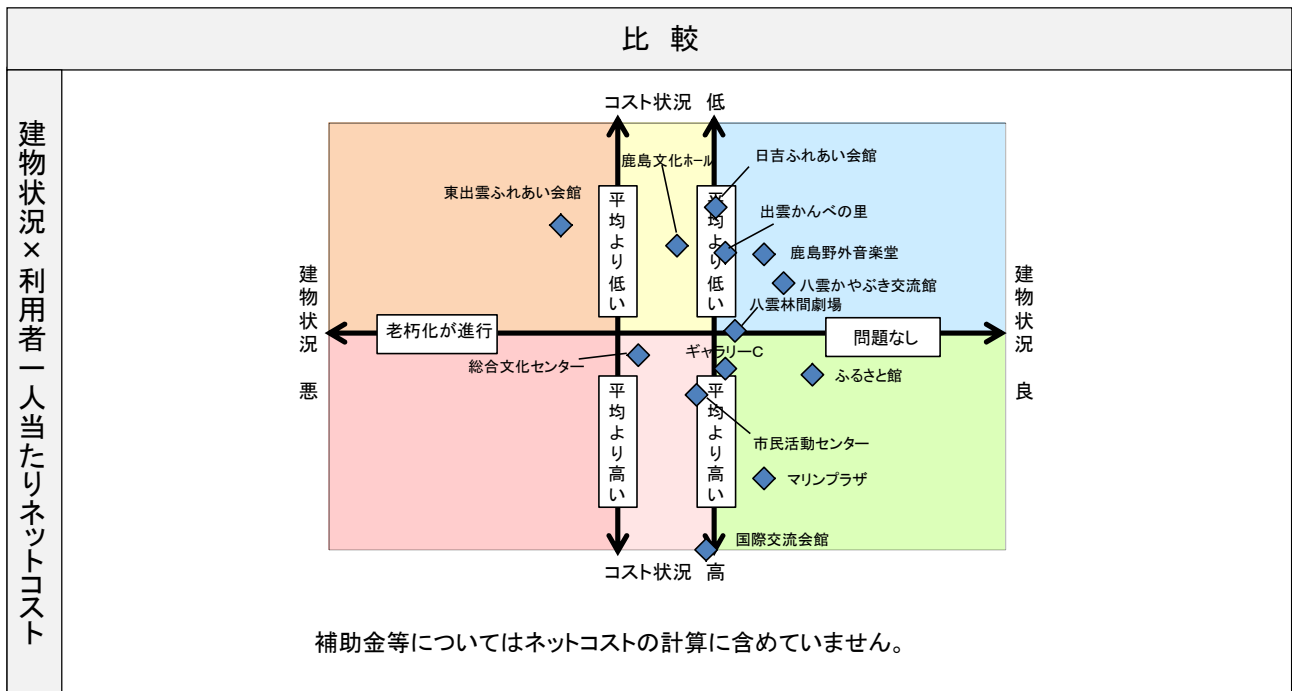 比 較
建物状況×利用者一人当たりネットコスト
コスト状況 低
鹿島文化ホール
日吉ふれあい会館
東出雲ふれあい会館
平均より低い
平均より低い
出雲かんべの里
鹿島野外音楽堂
八雲かやぶき交流館
八雲林間劇場
建物状況 悪
老朽化が進行
問題なし
建物状況 良
総合文化センター
ギャラリーC
ふるさと館
平均より高い
平均より高い
市民活動センター
マリンプラザ
国際交流会館
コスト状況 高
補助金等についてはネットコストの計算に含めていません。